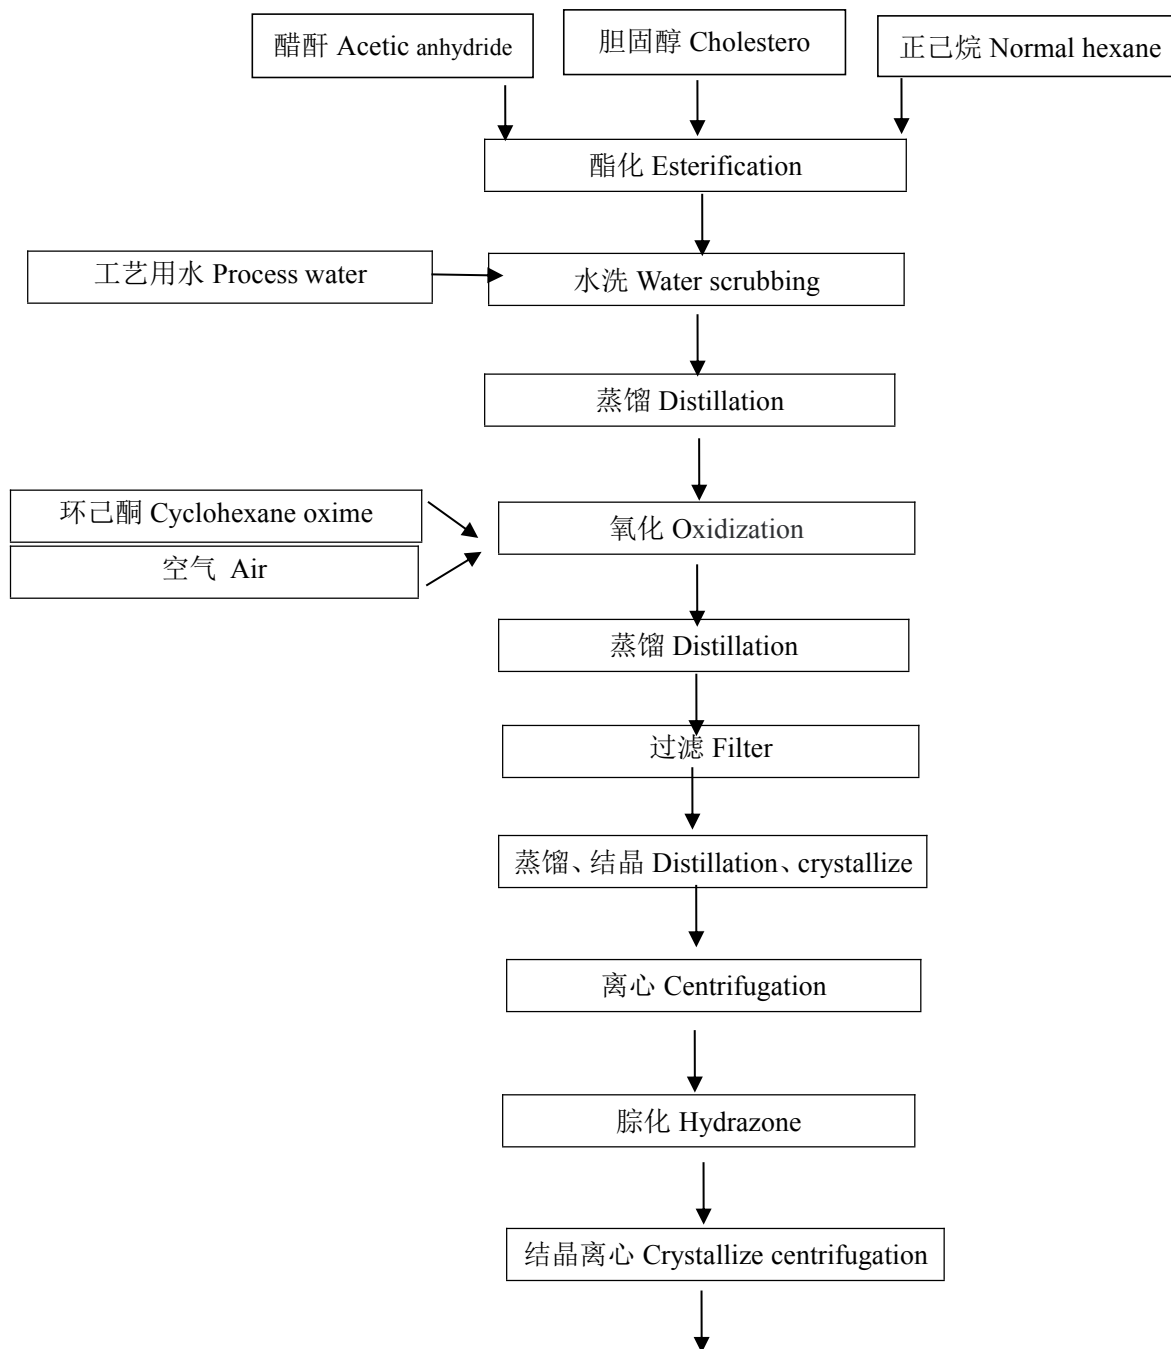 醋酐 Acetic anhydride
胆固醇 Cholestero
正己烷 Normal hexane
酯化 Esterification
工艺用水 Process water
水洗 Water scrubbing
蒸馏 Distillation
环己酮 Cyclohexane oxime
氧化 Oxidization
空气 Air
蒸馏 Distillation
过滤 Filter
蒸馏、结晶 Distillation、crystallize
离心 Centrifugation
腙化 Hydrazone
结晶离心 Crystallize centrifugation